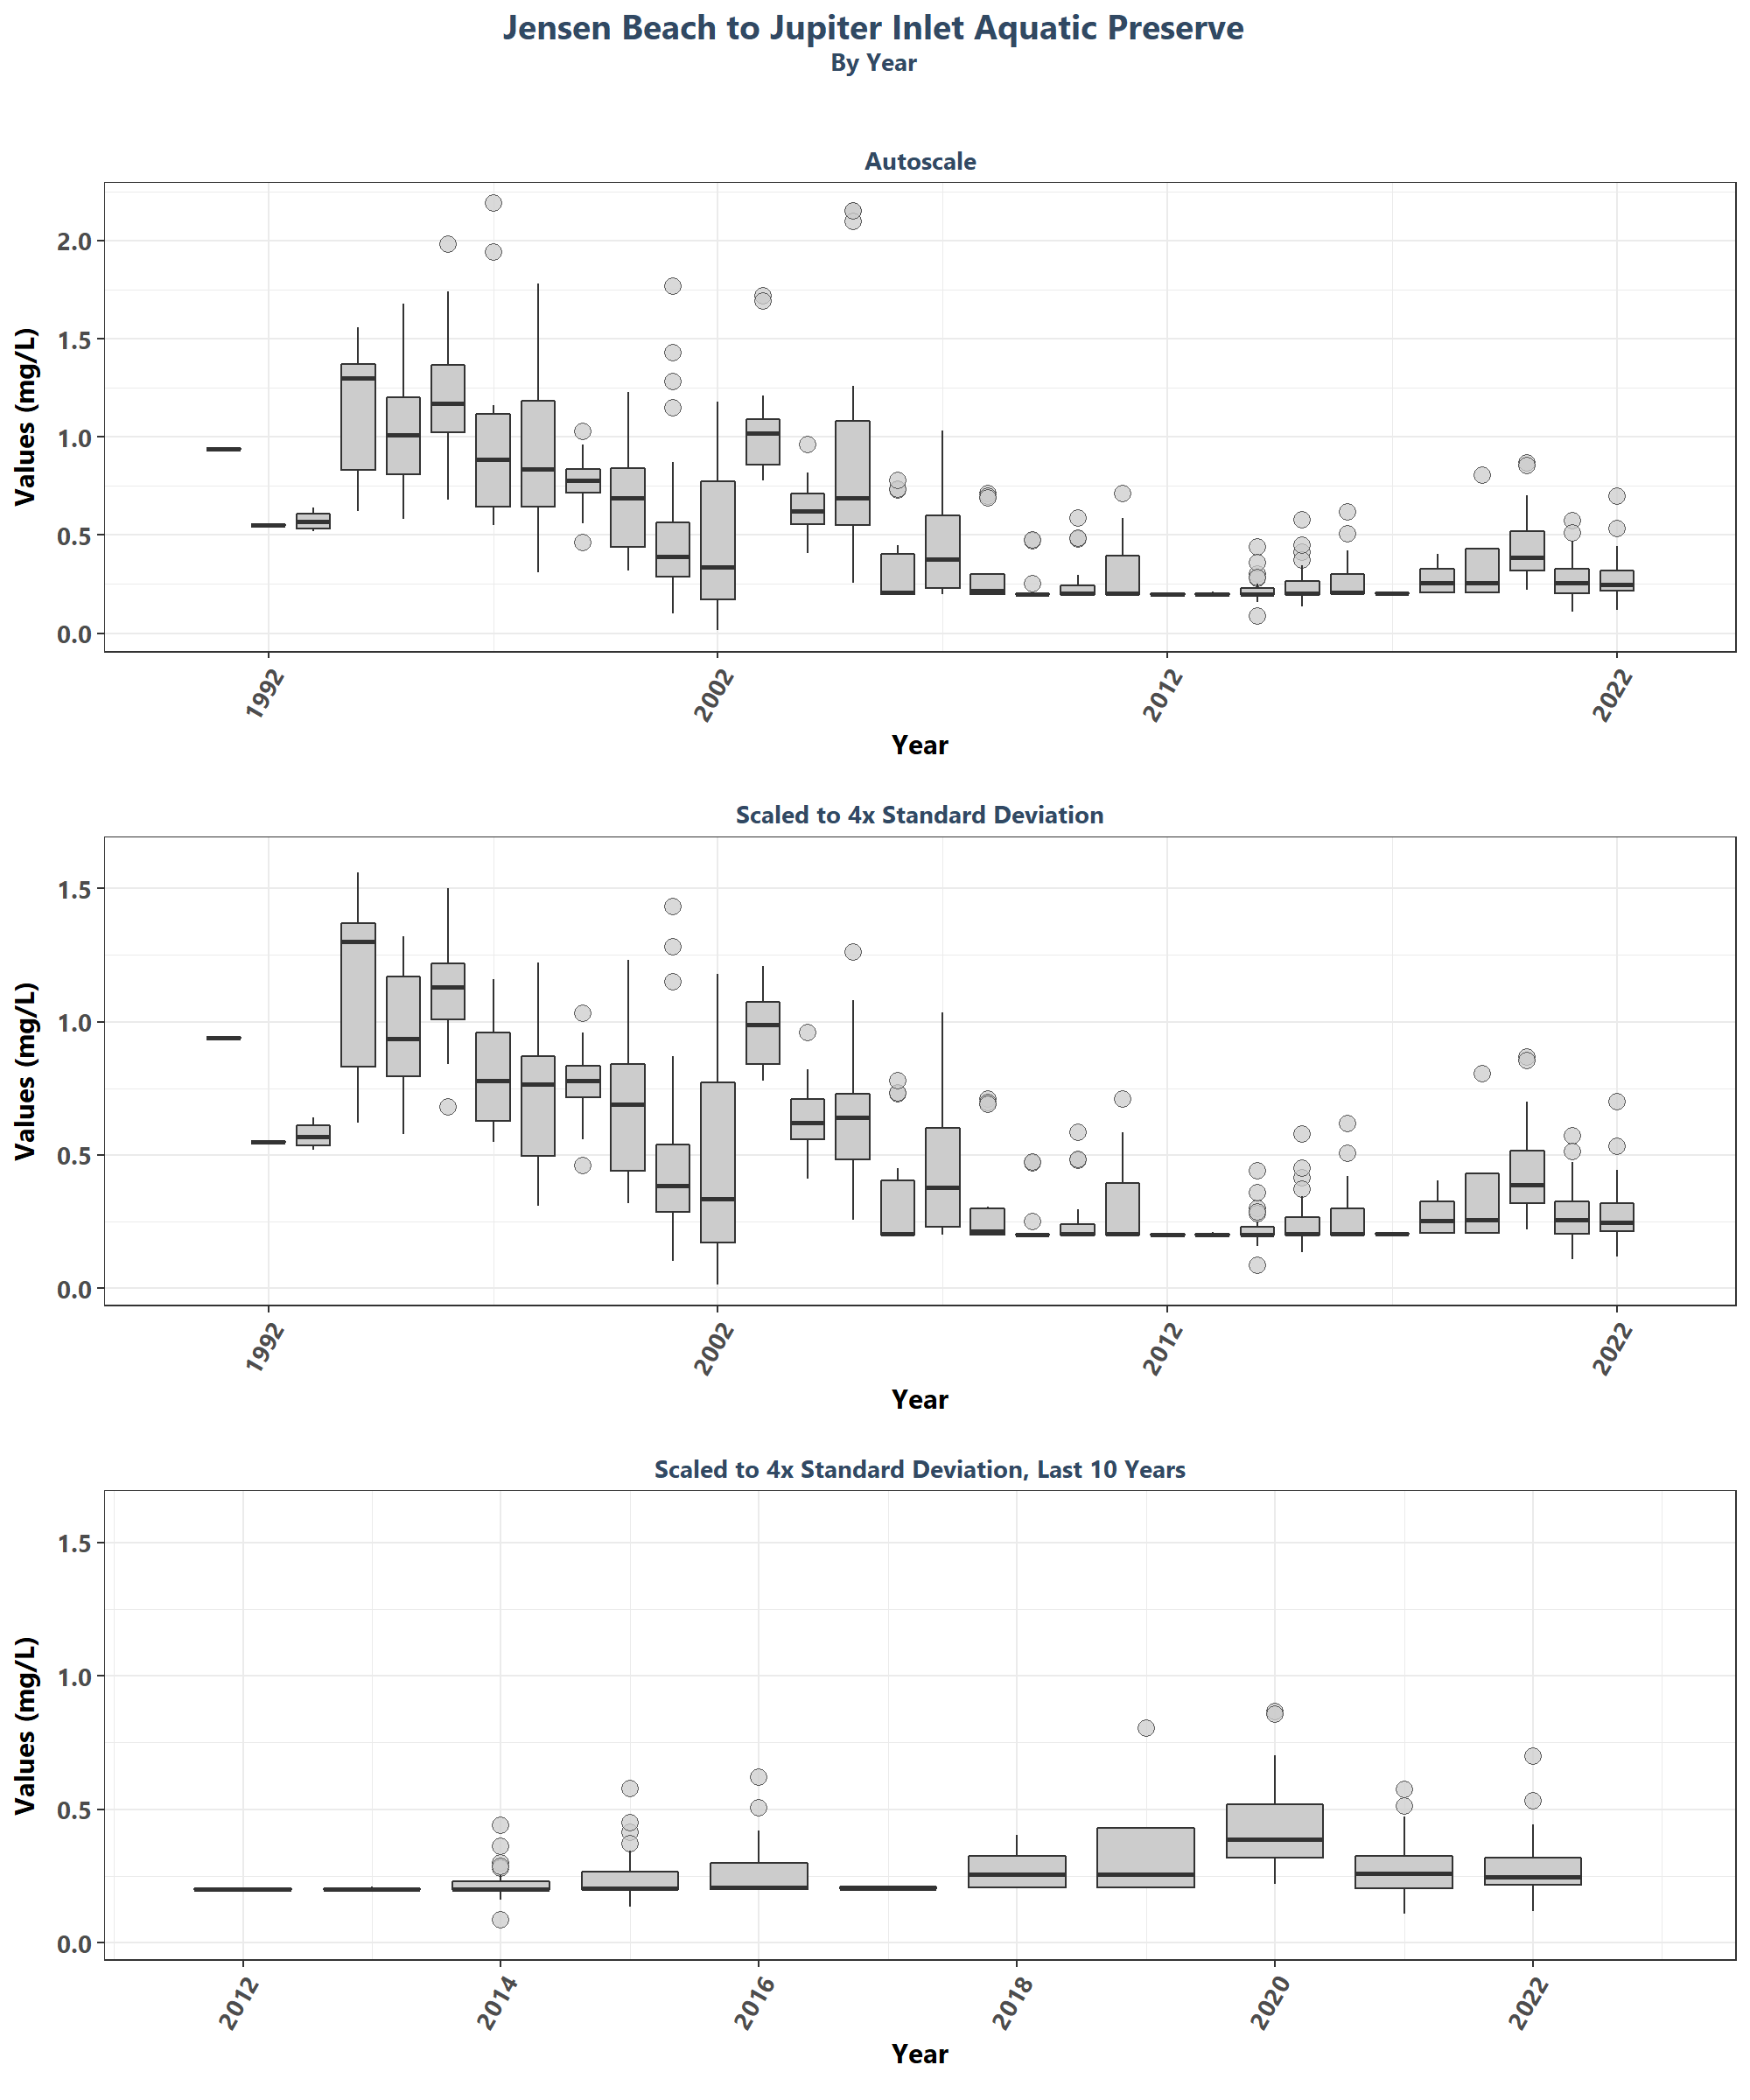 Jensen Beach to Jupiter Inlet Aquatic Preserve
By Year
Autoscale
Values (mg/L)
2.0
1.5
1.0
0.5
0.0
1992
2002
2012
2022
Year
Scaled to 4x Standard Deviation
Values (mg/L)
1.5
1.0
0.5
0.0
1992
2002
2012
2022
Year
Scaled to 4x Standard Deviation, Last 10 Years
Values (mg/L)
1.5
1.0
0.5
0.0
2012
2014
2016
2018
2020
2022
Year